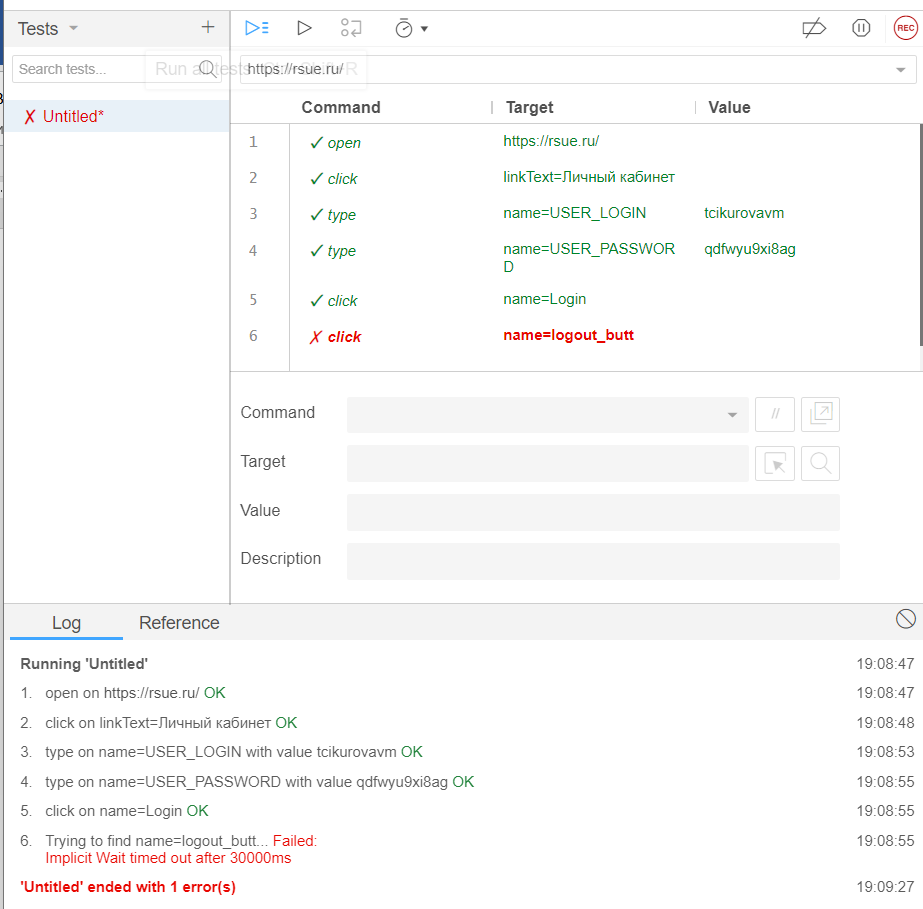 Tests
REC
Search tests...
Run all tests
R
https://rsue.ru/
Untitled*
Command Target Value
1 open https://rsue.ru/
2 click linkText=Личный кабинет
3 type name=USER_LOGIN tcikurovavm
4 type name=USER_PASSWOR qdfwyu9xi8ag
D
5 click name=Login
6 click name=logout_butt
Command //
Target
Value
Description
Log Reference
Running 'Untitled' 19:08:47
1. open on https://rsue.ru/ OK 19:08:47
2. click on linkText=Личный кабинет OK 19:08:48
3. type on name=USER_LOGIN with value tcikurovavm OK 19:08:53
4. type on name=USER_PASSWORD with value qdfwyu9xi8ag OK 19:08:55
5. click on name=Login OK 19:08:55
6. Trying to find name=logout_butt... Failed: 19:08:55
Implicit Wait timed out after 30000ms
'Untitled' ended with 1 error(s) 19:09:27